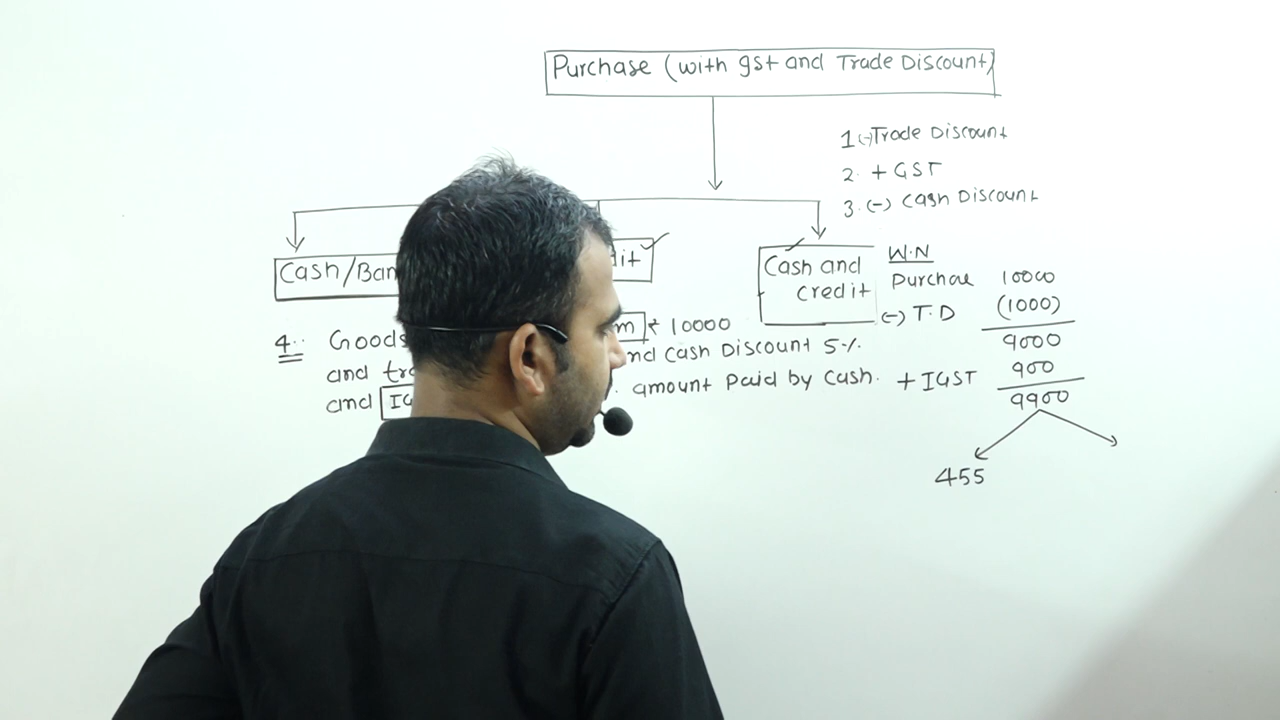 Purchase (with gst and Trade Discount)
1 (-) Trade Discount
2. + GST
3. (-) Cash Discount
Cash/Ban
it
Cash and
credit
W.N
Purchase 10000
(-) T.D (1000)
9000
+ IGST 900
9900
455
4. Goods m ₹ 10000
and tr nd Cash Discount 5%
and IG amount Paid by Cash.